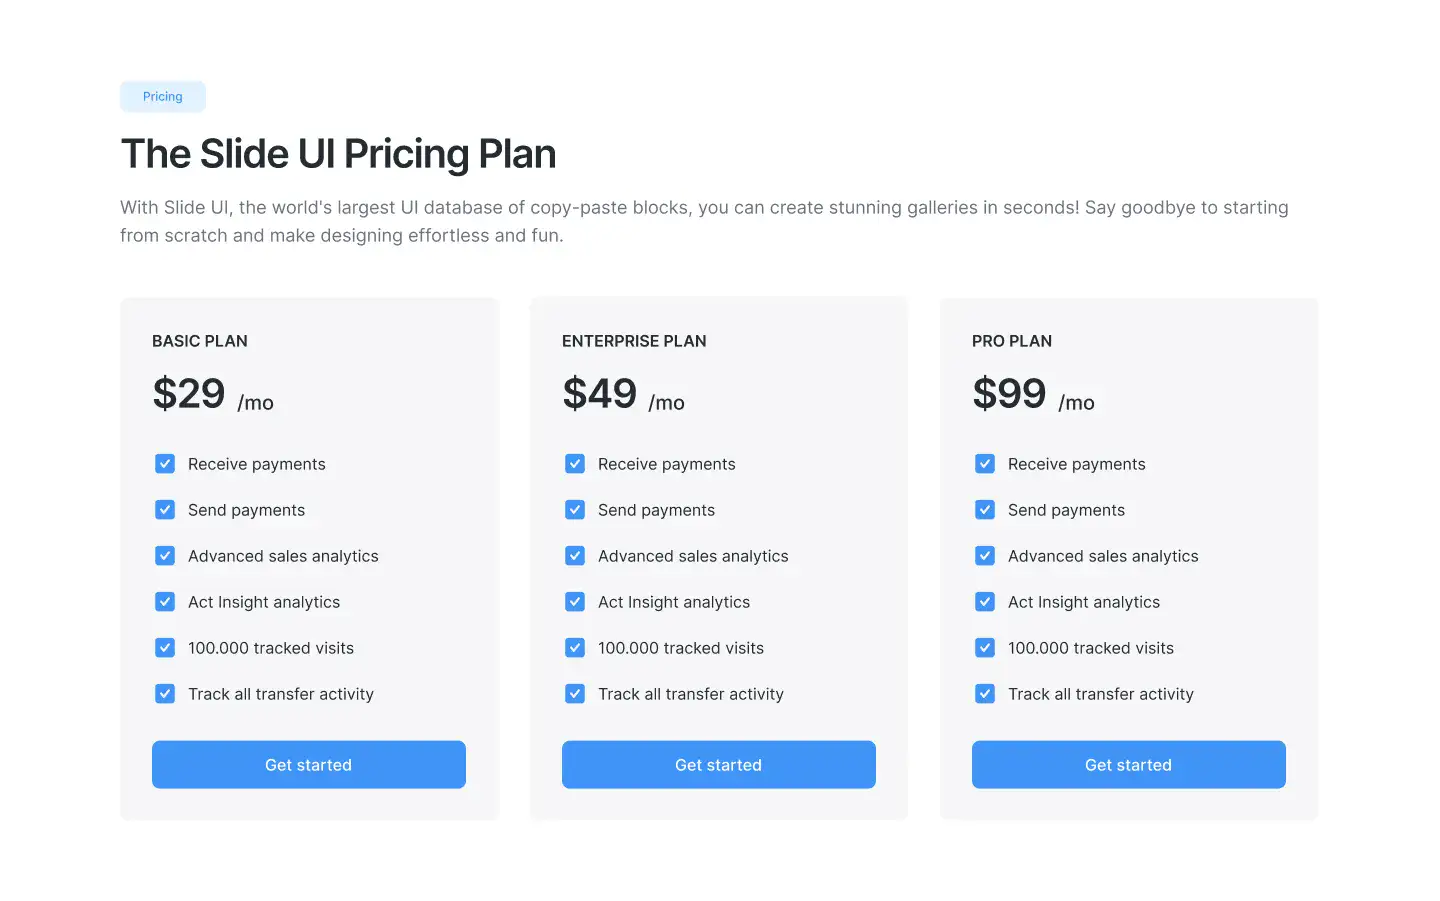 Pricing
The Slide UI Pricing Plan
With Slide UI, the world's largest UI database of copy-paste blocks, you can create stunning galleries in seconds! Say goodbye to starting
from scratch and make designing effortless and fun.
BASIC PLAN
$29 /mo
Receive payments
Send payments
Advanced sales analytics
Act Insight analytics
100.000 tracked visits
Track all transfer activity
Get started
ENTERPRISE PLAN
$49 /mo
Receive payments
Send payments
Advanced sales analytics
Act Insight analytics
100.000 tracked visits
Track all transfer activity
Get started
PRO PLAN
$99 /mo
Receive payments
Send payments
Advanced sales analytics
Act Insight analytics
100.000 tracked visits
Track all transfer activity
Get started